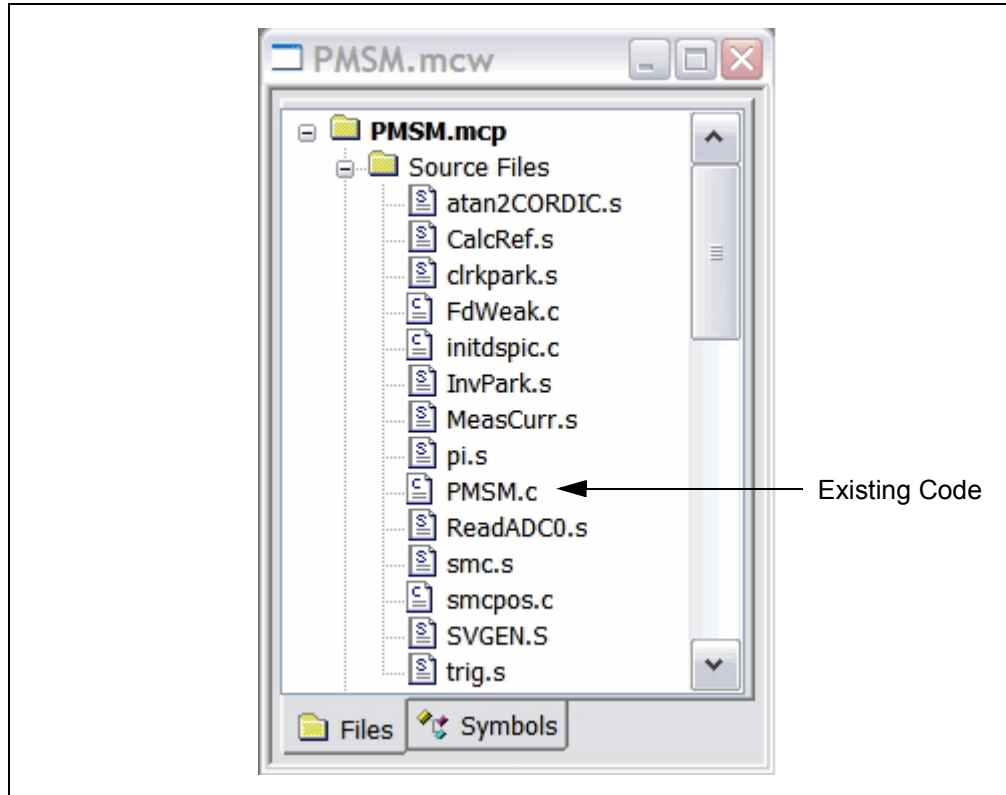 PMSM.mcw
PMSM.mcp
Source Files
atan2CORDIC.s
CalcRef.s
clrkpark.s
FdWeak.c
initdspic.c
InvPark.s
MeasCurr.s
pi.s
PMSM.c
Existing Code
ReadADC0.s
smc.s
smcpos.c
SVGEN.S
trig.s
Files
Symbols